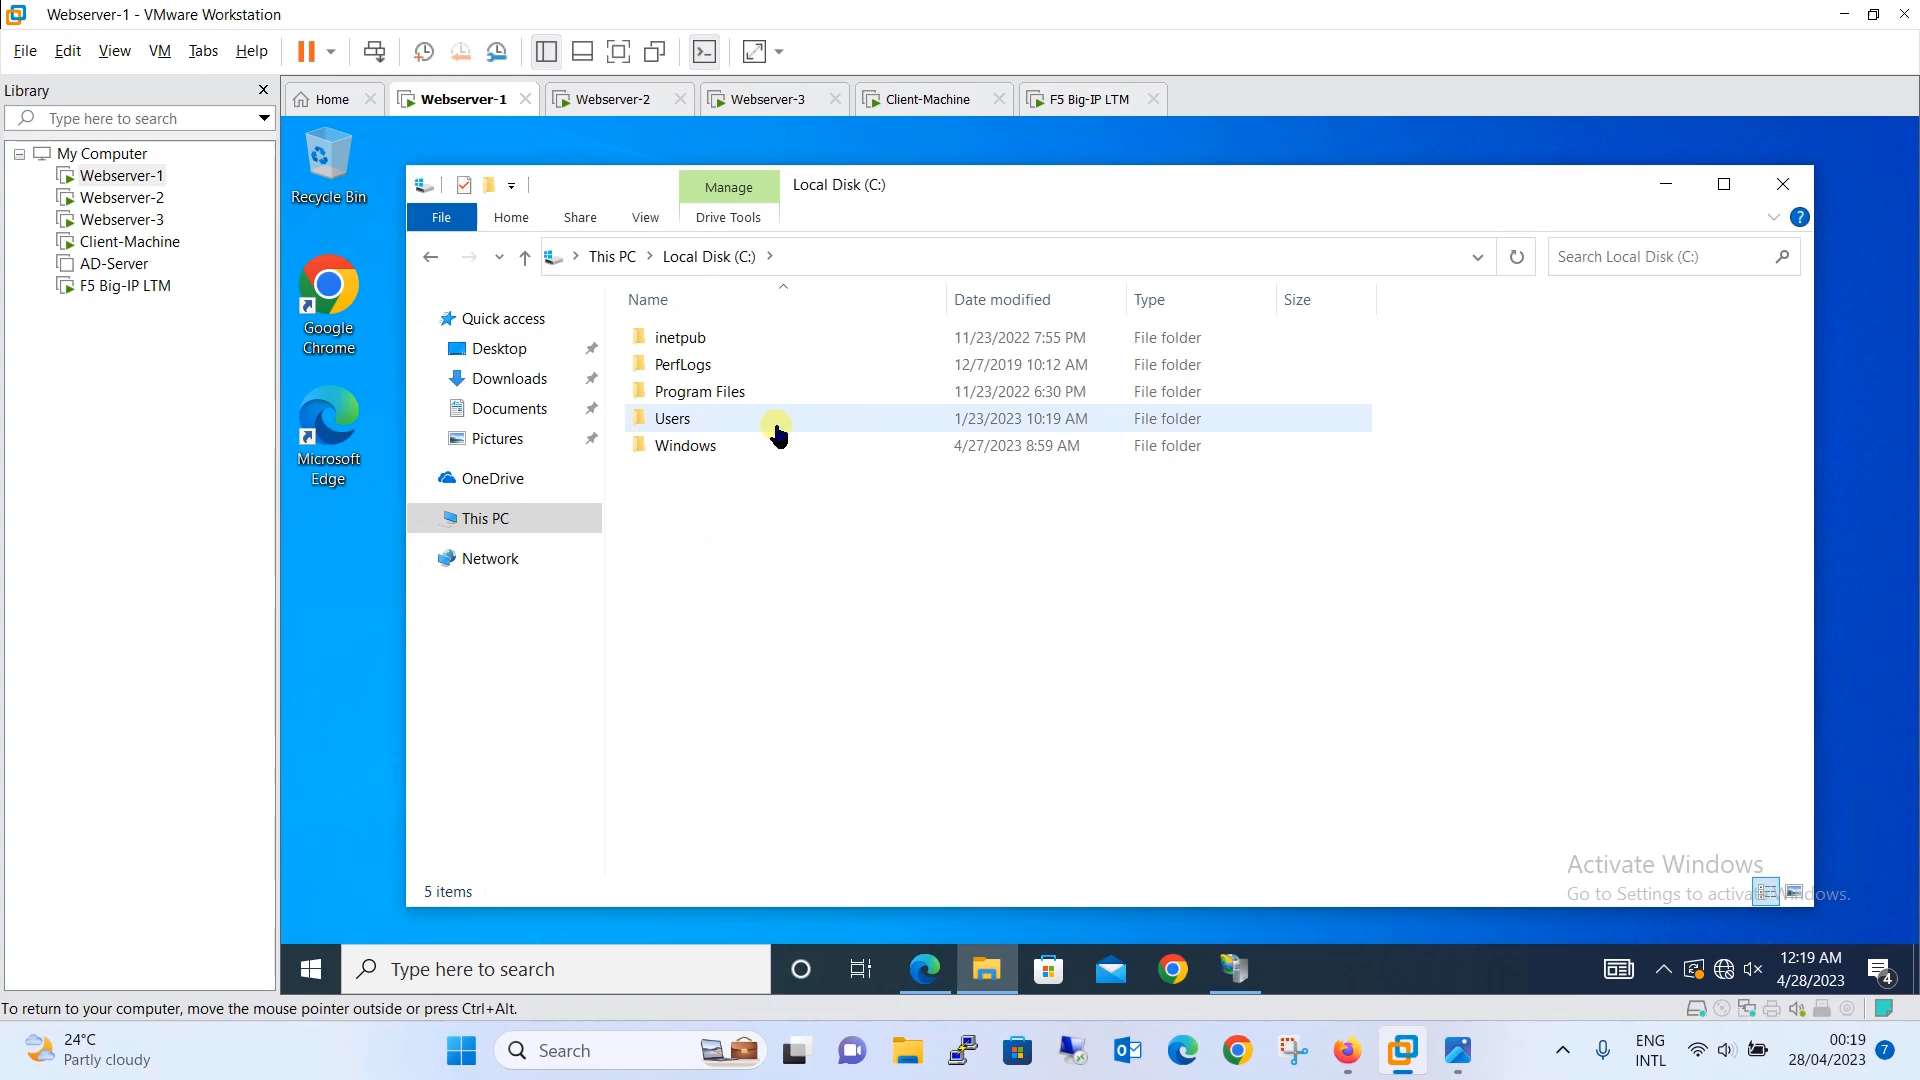 Webserver-1 - VMware Workstation
File Edit View VM Tabs Help
Library
Type here to search
My Computer
Webserver-1
Webserver-2
Webserver-3
Client-Machine
AD-Server
F5 Big-IP LTM
Home Webserver-1 Webserver-2 Webserver-3 Client-Machine F5 Big-IP LTM
Recycle Bin
Google
Chrome
Microsoft
Edge
Manage Local Disk (C:)
File Home Share View Drive Tools
This PC Local Disk (C:)
Search Local Disk (C:)
Quick access
Desktop
Downloads
Documents
Pictures
OneDrive
This PC
Network
Name Date modified Type Size
inetpub 11/23/2022 7:55 PM File folder
PerfLogs 12/7/2019 10:12 AM File folder
Program Files 11/23/2022 6:30 PM File folder
Users 1/23/2023 10:19 AM File folder
Windows 4/27/2023 8:59 AM File folder
5 items
Activate Windows
Go to Settings to activate Windows.
Type here to search
12:19 AM
4/28/2023
4
To return to your computer, move the mouse pointer outside or press Ctrl+Alt.
24°C
Partly cloudy
Search
ENG
INTL
00:19
28/04/2023
7